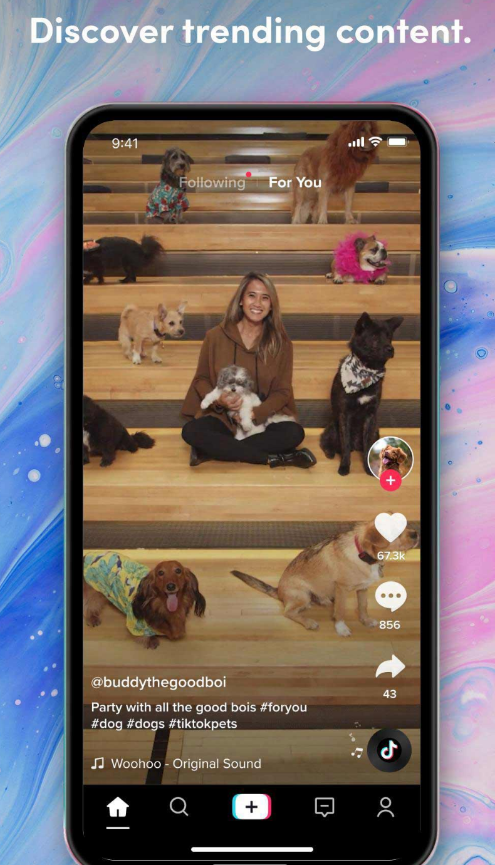 Discover trending content.
9:41
Following For You
67.3k
856
43
@buddythegoodboi
Party with all the good bois #foryou
#dog #dogs #tiktokpets
Woohoo - Original Sound